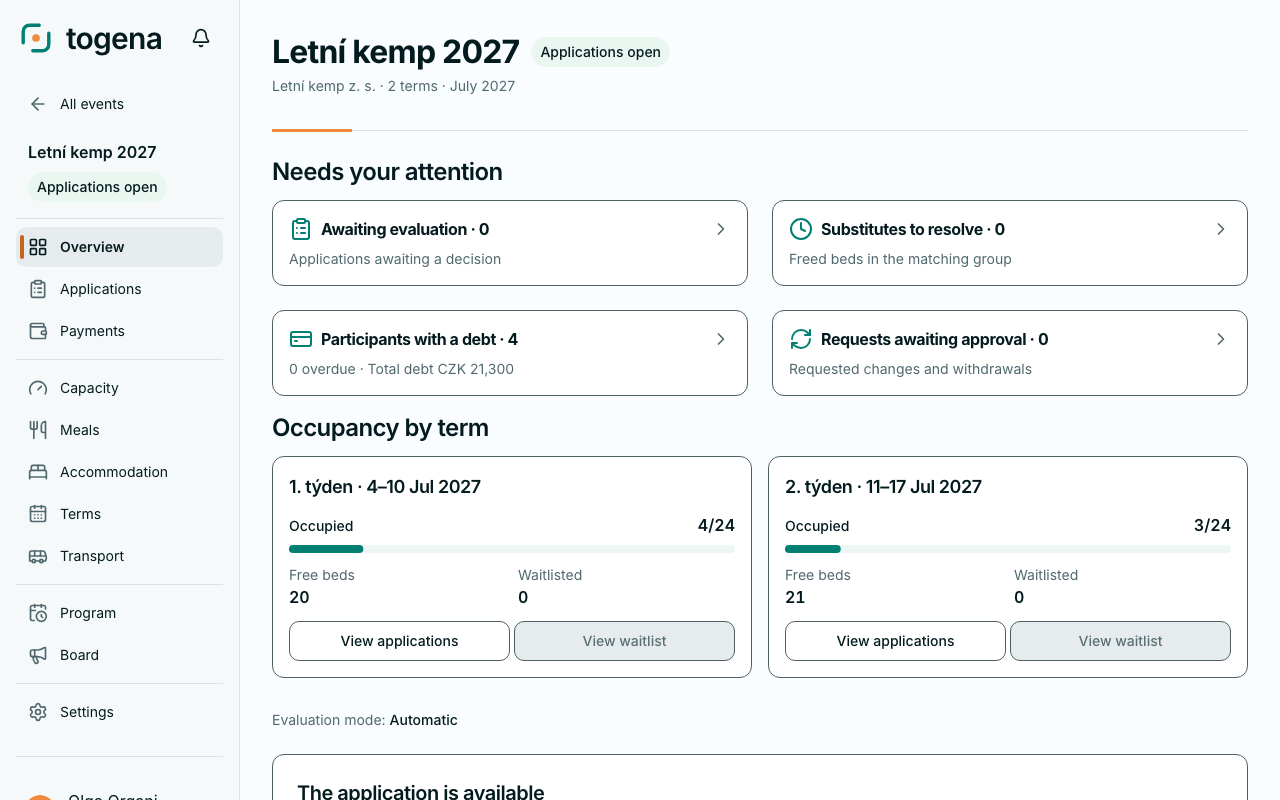 togena
All events
Letní kemp 2027
Applications open
Overview
Applications
Payments
Capacity
Meals
Accommodation
Terms
Transport
Program
Board
Settings
Letní kemp 2027
Applications open
Letní kemp z. s. · 2 terms · July 2027
Needs your attention
Awaiting evaluation · 0
Applications awaiting a decision
Substitutes to resolve · 0
Freed beds in the matching group
Participants with a debt · 4
0 overdue · Total debt CZK 21,300
Requests awaiting approval · 0
Requested changes and withdrawals
Occupancy by term
1. týden · 4–10 Jul 2027
Occupied 4/24
Free beds Waitlisted
20 0
View applications View waitlist
2. týden · 11–17 Jul 2027
Occupied 3/24
Free beds Waitlisted
21 0
View applications View waitlist
Evaluation mode: Automatic
The application is available